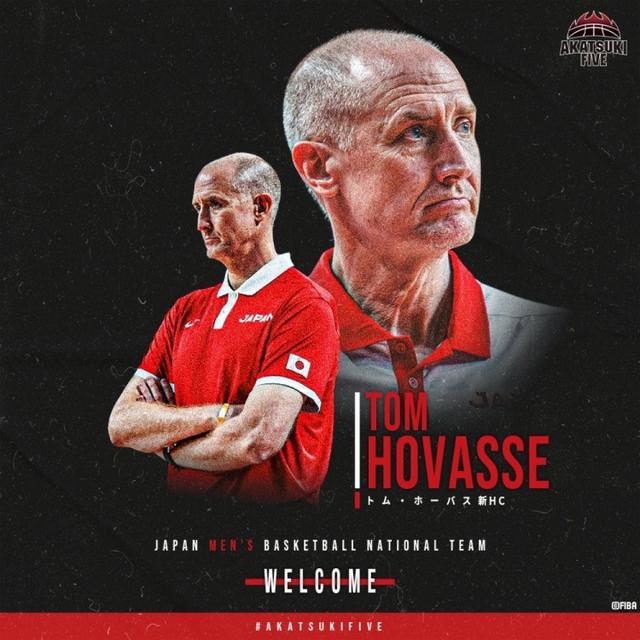 AKATSUKI
FIVE
JAPAN
TOM
HOVASSE
トム・ホーバス 新HC
JAPAN MEN'S BASKETBALL NATIONAL TEAM
WELCOME
©FIBA
#AKATSUKIFIVE